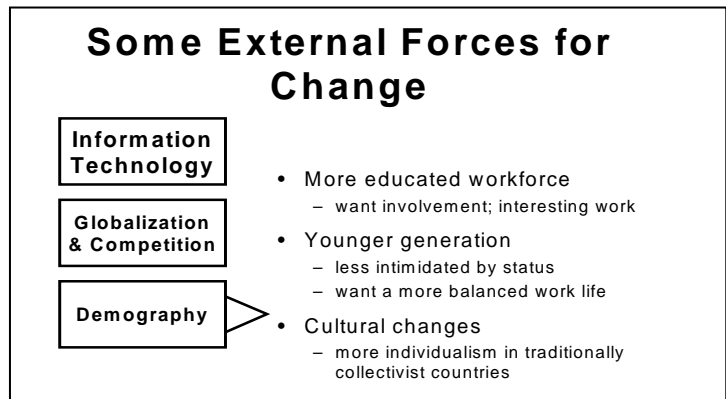 Some External Forces for
Change
Information
Technology
Globalization
& Competition
Demography
• More educated workforce
– want involvement; interesting work
• Younger generation
– less intimidated by status
– want a more balanced work life
• Cultural changes
– more individualism in traditionally
collectivist countries